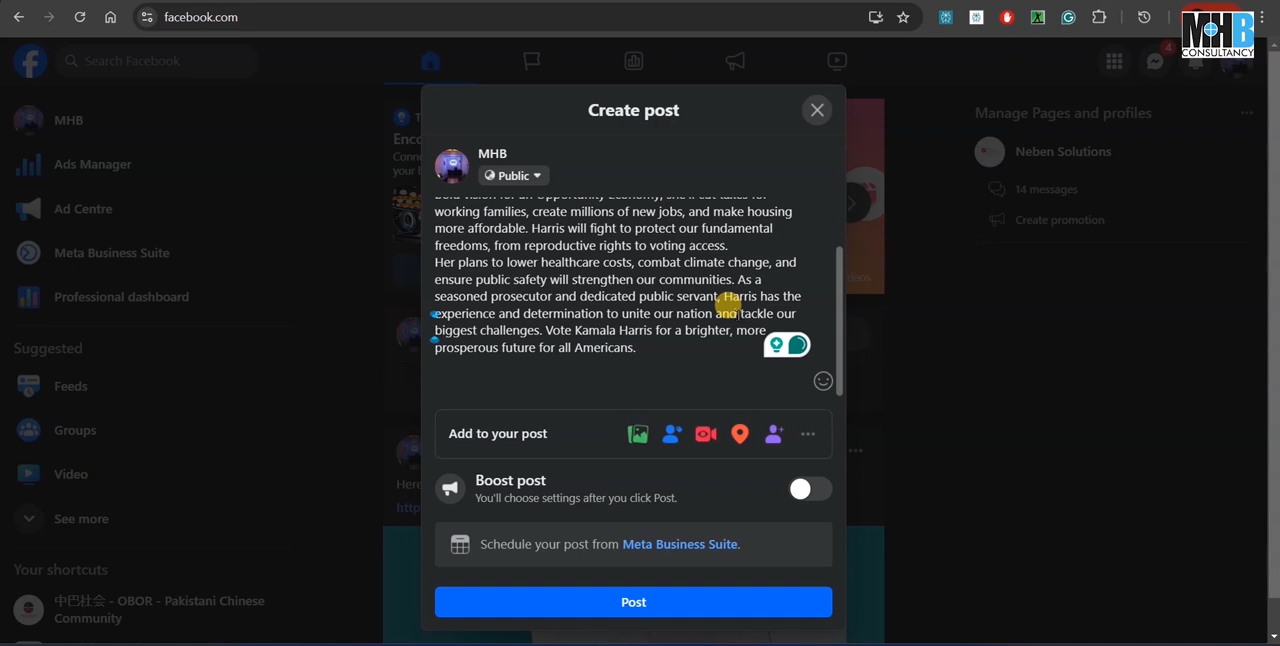 facebook.com
MHB
CONSULTANCY
Search Facebook
4
Create post
MHB
Ads Manager
Ad Centre
Meta Business Suite
Professional dashboard
Suggested
Feeds
Groups
Video
See more
Your shortcuts
中巴社会 - OBOR - Pakistani Chinese
Community
MHB
Public
working families, create millions of new jobs, and make housing
more affordable. Harris will fight to protect our fundamental
freedoms, from reproductive rights to voting access.
Her plans to lower healthcare costs, combat climate change, and
ensure public safety will strengthen our communities. As a
seasoned prosecutor and dedicated public servant, Harris has the
experience and determination to unite our nation and tackle our
biggest challenges. Vote Kamala Harris for a brighter, more
prosperous future for all Americans.
Add to your post
Boost post
You'll choose settings after you click Post.
Schedule your post from Meta Business Suite.
Post
Manage Pages and profiles
Neben Solutions
14 messages
Create promotion